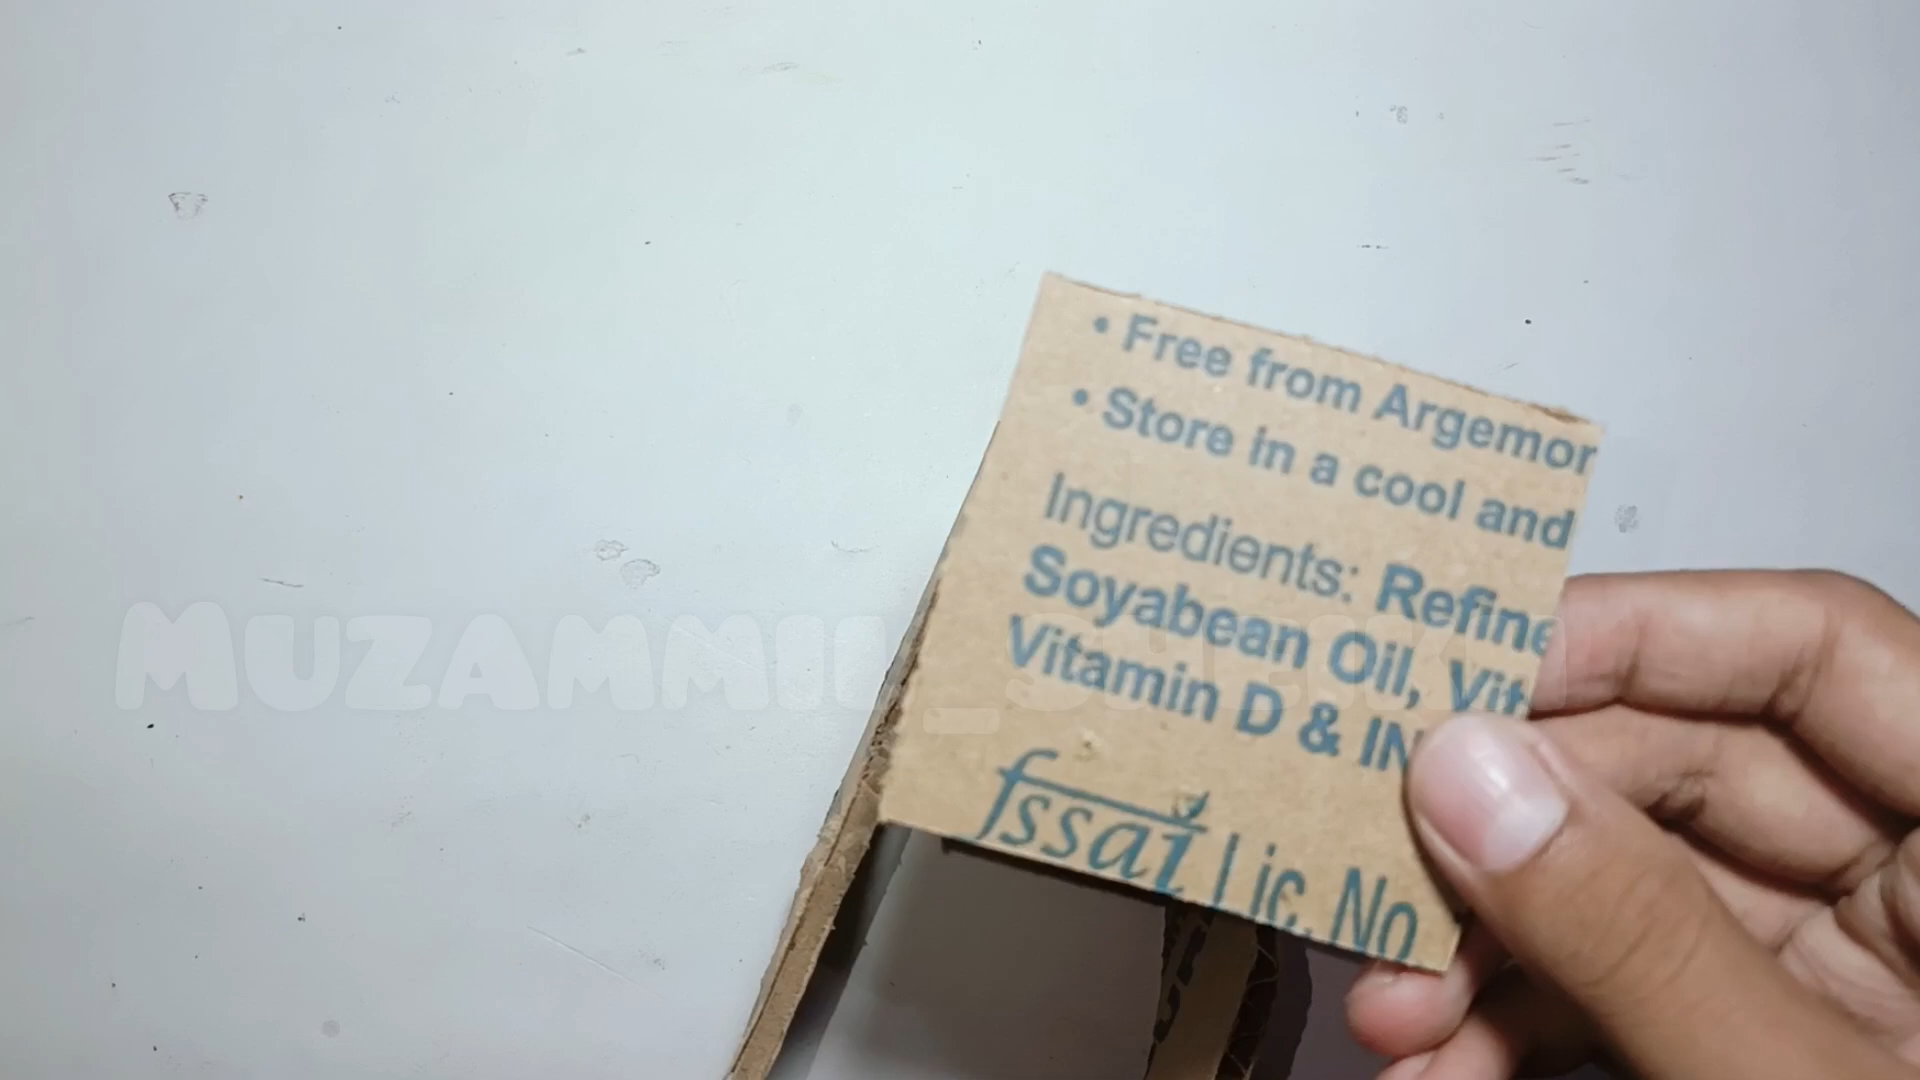 • Free from Argemor
• Store in a cool and
Ingredients: Refine
Soyabean Oil, Vit
Vitamin D & IN
fssai Lic. No